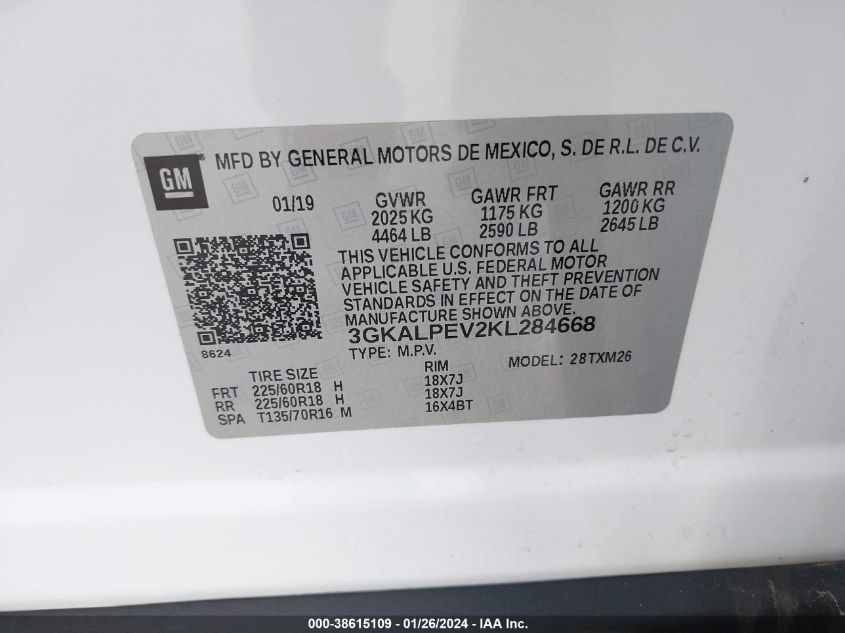 GM
MFD BY GENERAL MOTORS DE MEXICO, S. DE R.L. DE C.V.
01/19 GVWR GAWR FRT GAWR RR
2025 KG 1175 KG 1200 KG
4464 LB 2590 LB 2645 LB
THIS VEHICLE CONFORMS TO ALL
APPLICABLE U.S. FEDERAL MOTOR
VEHICLE SAFETY AND THEFT PREVENTION
STANDARDS IN EFFECT ON THE DATE OF
MANUFACTURE SHOWN ABOVE.
3GKALPEV2KL284668
8624
TYPE: M.P.V. MODEL: 28TXM26
TIRE SIZE RIM
FRT 225/60R18 H 18X7J
RR 225/60R18 H 18X7J
SPA T135/70R16 M 16X4BT
000-38615109 - 01/26/2024 - IAA Inc.